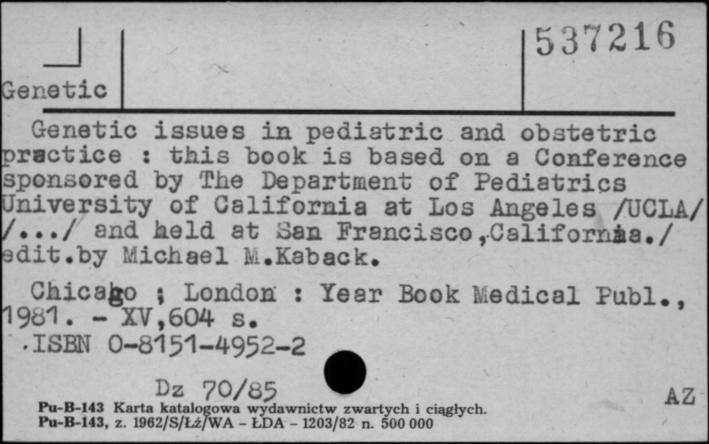 537216
Genetic
Genetic issues in pediatric and obstetric
practice : this book is based on a Conference
sponsored by The Department of Pediatrics
University of California at Los Angeles /UCLA/
/.../ and held at San Francisco,California./
edit.by Michael M.Kaback.
Chicago ; London : Year Book Medical Publ.,
1981. - XV,604 s.
.ISBN 0-8151-4952-2
Dz 70/85
AZ
Pu-B-143 Karta katalogowa wydawnictw zwartych i ciągłych.
Pu-B-143, z. 1962/S/Łż/WA - ŁDA - 1203/82 n. 500 000